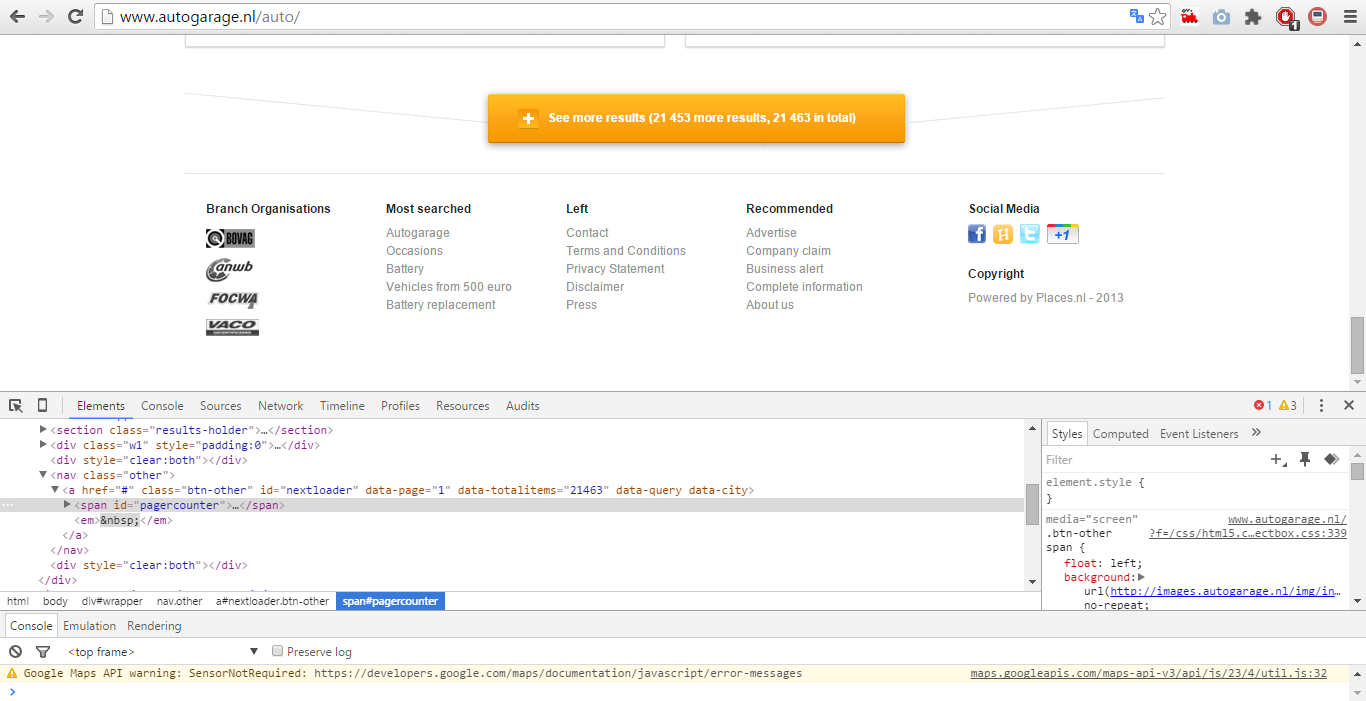 www.autogarage.nl/auto/
1
See more results (21 453 more results, 21 463 in total)
Branch Organisations
BOVAG
anwb
FOCWA
VACO
Most searched
Autogarage
Occasions
Battery
Vehicles from 500 euro
Battery replacement
Left
Contact
Terms and Conditions
Privacy Statement
Disclaimer
Press
Recommended
Advertise
Company claim
Business alert
Complete information
About us
Social Media
f H t +1
Copyright
Powered by Places.nl - 2013
Elements Console Sources Network Timeline Profiles Resources Audits
1 3
<section class="results-holder">…</section>
<div class="w1" style="padding:0">…</div>
<div style="clear:both"></div>
<nav class="other">
<a href="#" class="btn-other" id="nextloader" data-page="1" data-totalitems="21463" data-query data-city>
<span id="pagercounter">…</span>
<em>&nbsp;</em>
</a>
</nav>
<div style="clear:both"></div>
</div>
html body div#wrapper nav.other a#nextloader.btn-other span#pagercounter
Styles Computed Event Listeners »
Filter
element.style {
}
media="screen" www.autogarage.nl/
.btn-other ?f=/css/html5.c…ectbox.css:339
span {
float: left;
background:
url(http://images.autogarage.nl/img/in…
no-repeat;
Console Emulation Rendering
<top frame> Preserve log
Google Maps API warning: SensorNotRequired: https://developers.google.com/maps/documentation/javascript/error-messages maps.googleapis.com/maps-api-v3/api/js/23/4/util.js:32
>